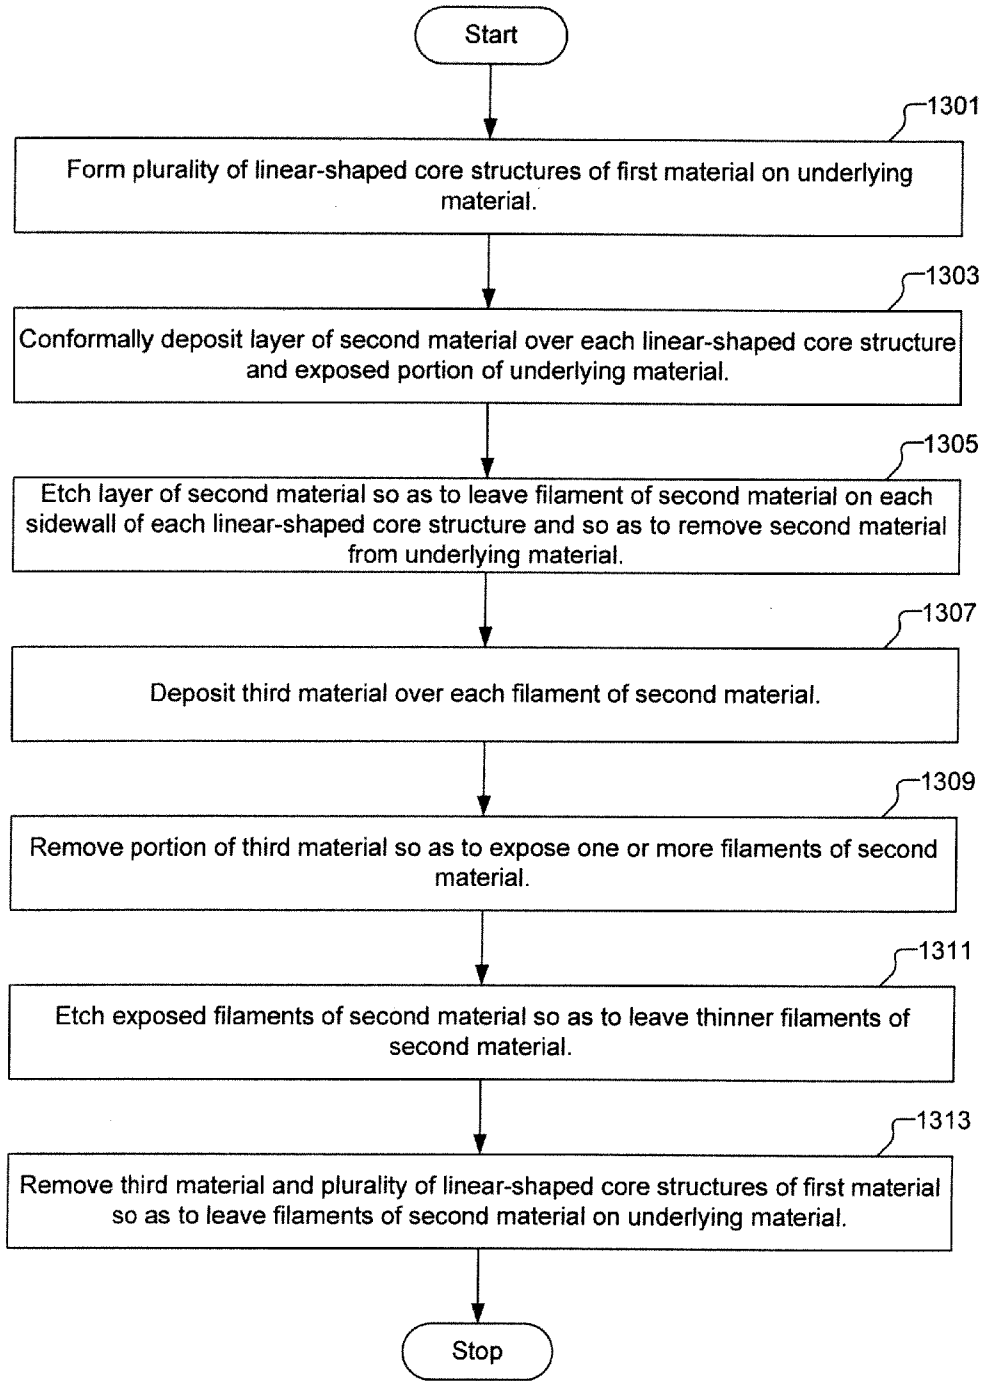 Start
1301
Form plurality of linear-shaped core structures of first material on underlying
material.
1303
Conformally deposit layer of second material over each linear-shaped core structure
and exposed portion of underlying material.
1305
Etch layer of second material so as to leave filament of second material on each
sidewall of each linear-shaped core structure and so as to remove second material
from underlying material.
1307
Deposit third material over each filament of second material.
1309
Remove portion of third material so as to expose one or more filaments of second
material.
1311
Etch exposed filaments of second material so as to leave thinner filaments of
second material.
1313
Remove third material and plurality of linear-shaped core structures of first material
so as to leave filaments of second material on underlying material.
Stop